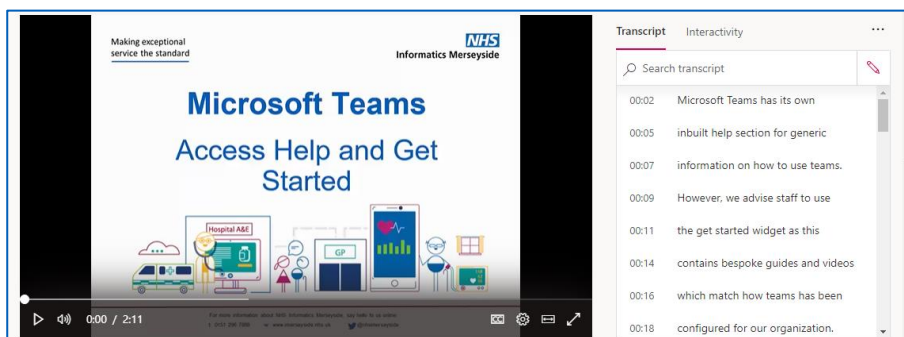 Making exceptional
service the standard
NHS
Informatics Merseyside
Microsoft Teams
Access Help and Get
Started
Hospital A&E
GP
0:00 / 2:11
CC
Transcript
Interactivity
Search transcript
00:02 Microsoft Teams has its own
00:05 inbuilt help section for generic
00:07 information on how to use teams.
00:09 However, we advise staff to use
00:11 the get started widget as this
00:14 contains bespoke guides and videos
00:16 which match how teams has been
00:18 configured for our organization.